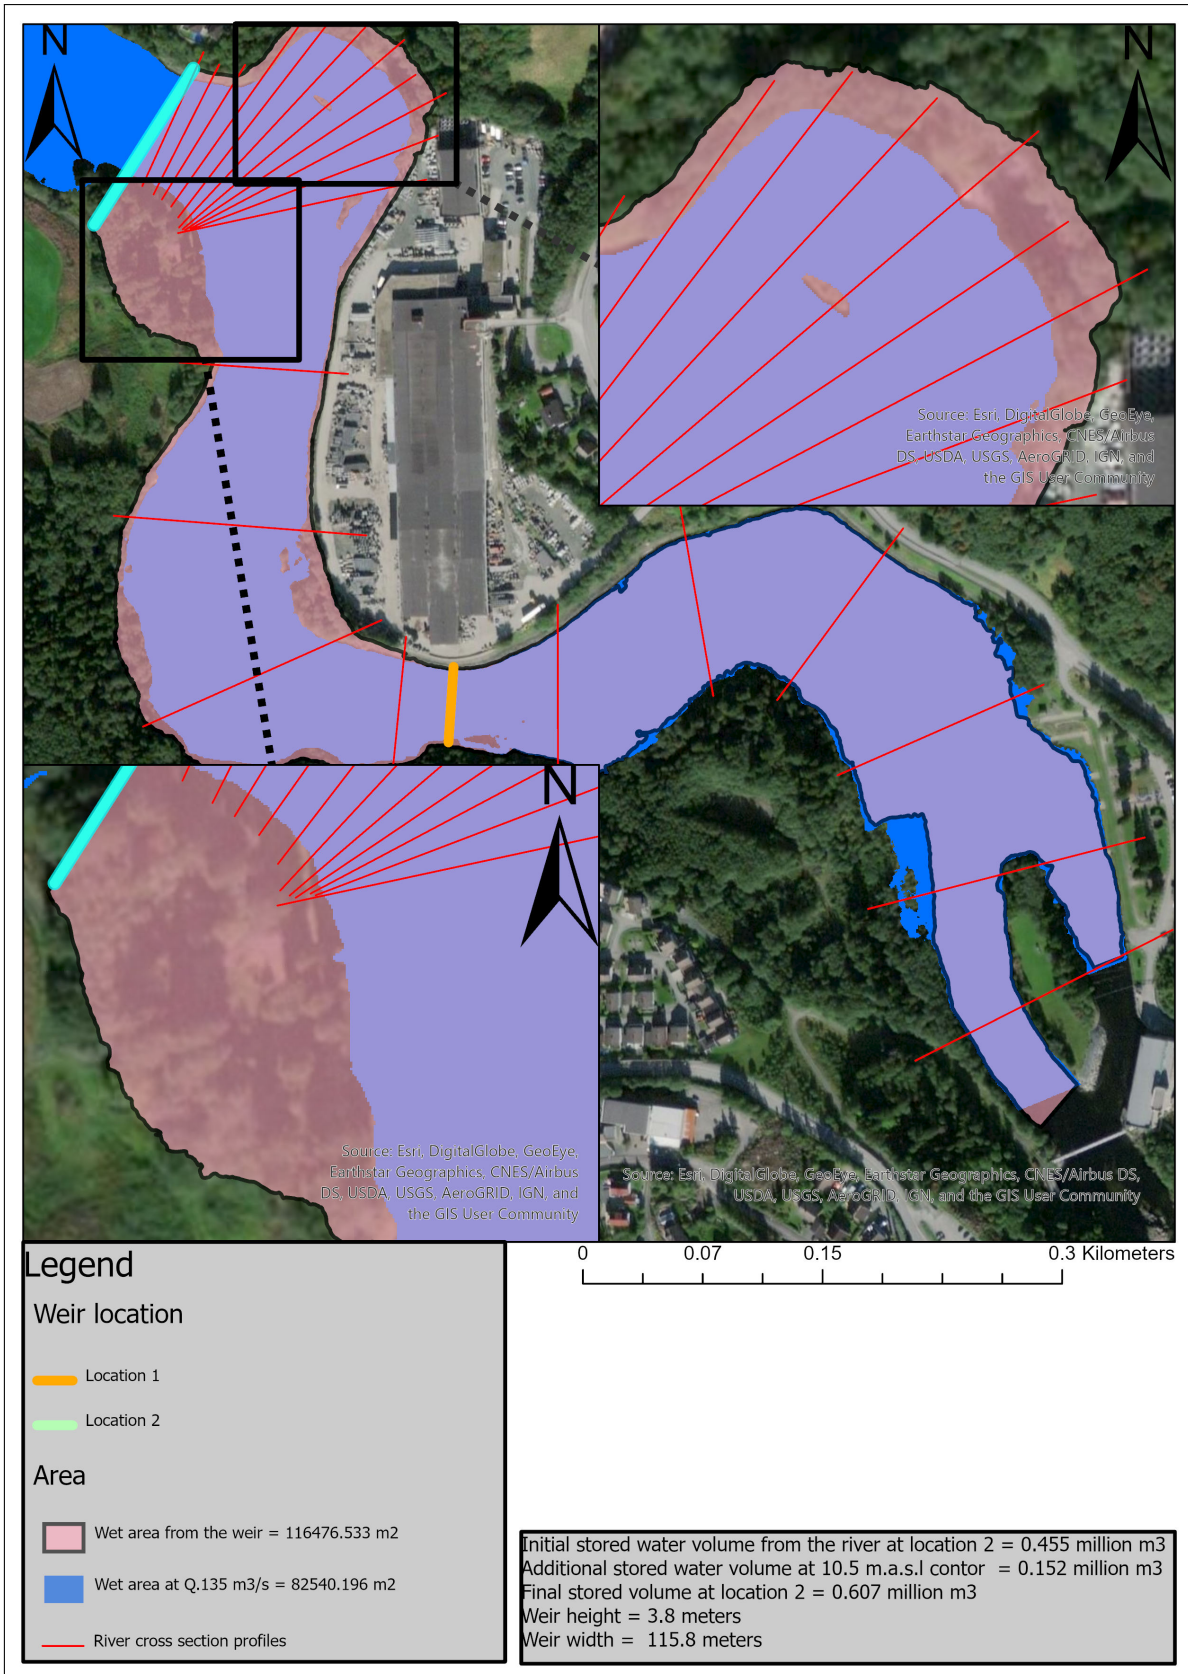 N
N
Source: Esri, DigitalGlobe, GeoEye,
Earthstar Geographics, CNES/Airbus
DS, USDA, USGS, AeroGRID, IGN, and
the GIS User Community
N
Source: Esri, DigitalGlobe, GeoEye,
Earthstar Geographics, CNES/Airbus
DS, USDA, USGS, AeroGRID, IGN, and
the GIS User Community
Source: Esri, DigitalGlobe, GeoEye, Earthstar Geographics, CNES/Airbus DS,
USDA, USGS, AeroGRID, IGN, and the GIS User Community
0 0.07 0.15 0.3 Kilometers
Legend
Weir location
Location 1
Location 2
Area
Wet area from the weir = 116476.533 m2
Wet area at Q.135 m3/s = 82540.196 m2
River cross section profiles
Initial stored water volume from the river at location 2 = 0.455 million m3
Additional stored water volume at 10.5 m.a.s.l contor = 0.152 million m3
Final stored volume at location 2 = 0.607 million m3
Weir height = 3.8 meters
Weir width = 115.8 meters